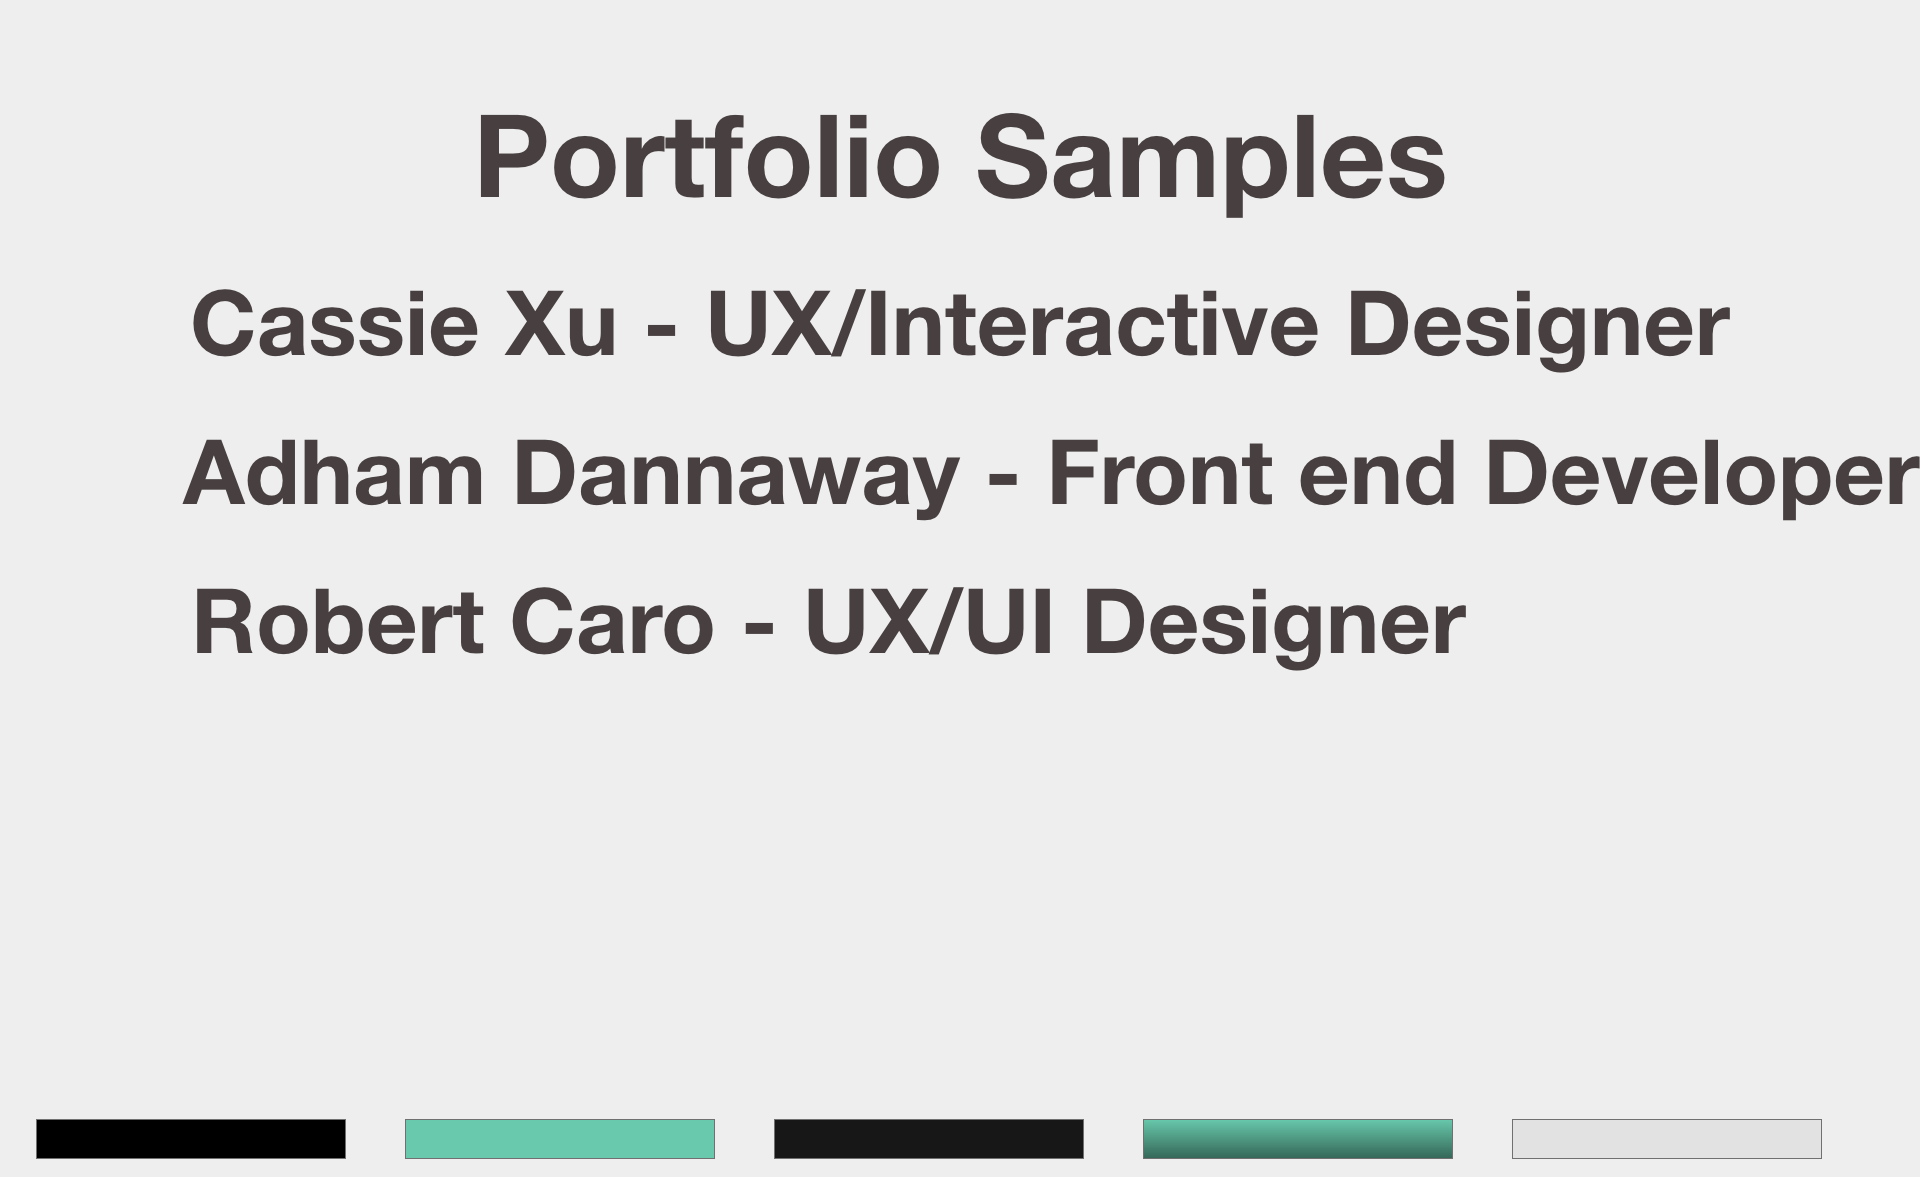 Portfolio Samples
Cassie Xu - UX/Interactive Designer
Adham Dannaway - Front end Developer
Robert Caro - UX/UI Designer